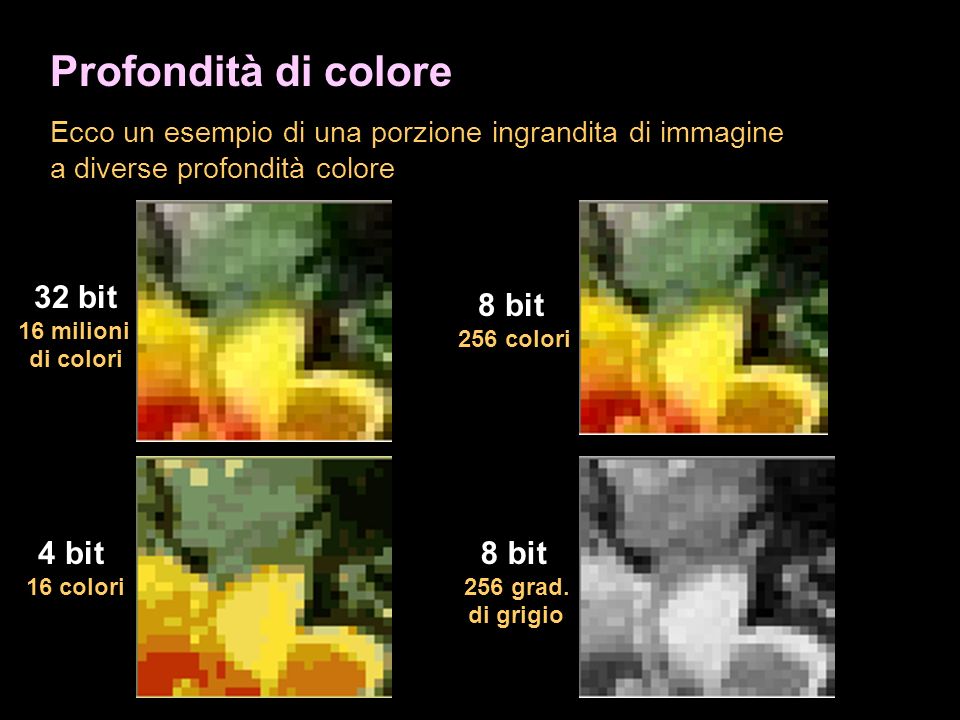 Profondità di colore
Ecco un esempio di una porzione ingrandita di immagine
a diverse profondità colore
32 bit
16 milioni
di colori
8 bit
256 colori
4 bit
16 colori
8 bit
256 grad.
di grigio